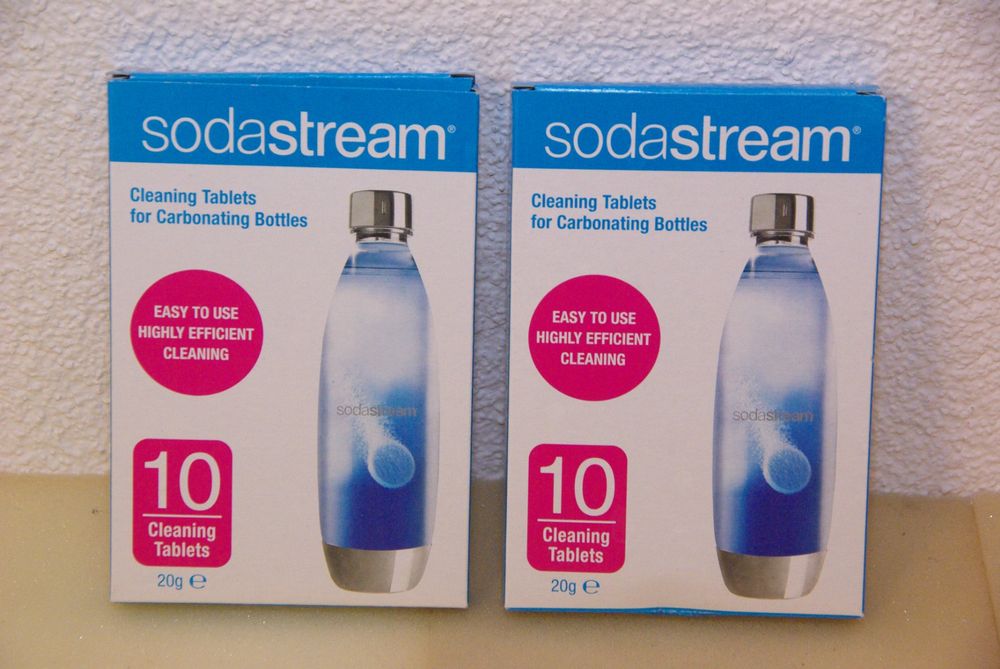 sodastream®
Cleaning Tablets
for Carbonating Bottles
EASY TO USE
HIGHLY EFFICIENT
CLEANING
sodastream
10
Cleaning
Tablets
20g ℮
sodastream®
Cleaning Tablets
for Carbonating Bottles
EASY TO USE
HIGHLY EFFICIENT
CLEANING
sodastream
10
Cleaning
Tablets
20g ℮